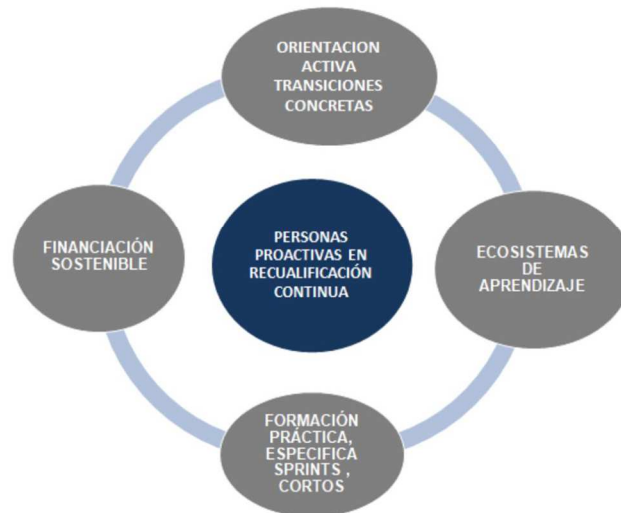 ORIENTACION
ACTIVA
TRANSICIONES
CONCRETAS
FINANCIACIÓN
SOSTENIBLE
PERSONAS
PROACTIVAS EN
RECUALIFICACIÓN
CONTINUA
ECOSISTEMAS
DE
APRENDIZAJE
FORMACIÓN
PRÁCTICA,
ESPECIFICA
SPRINTS ,
CORTOS